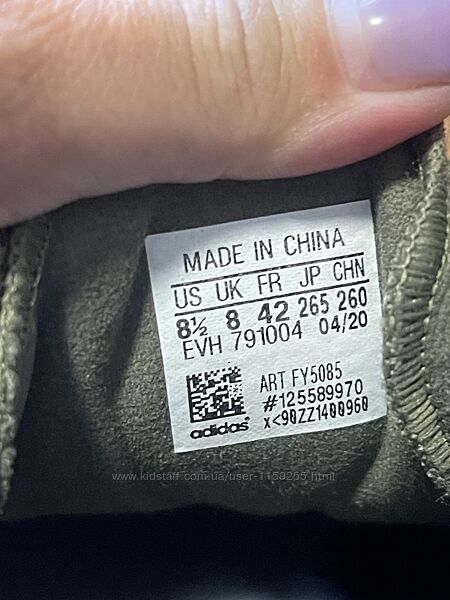 MADE IN CHINA
US UK FR JP CHN
8½ 8 42 265 260
EVH 791004 04/20
ART FY5085
#125589970
x<90ZZ1400960
adidas
www.kidstaff.com.ua/user-1159255.html